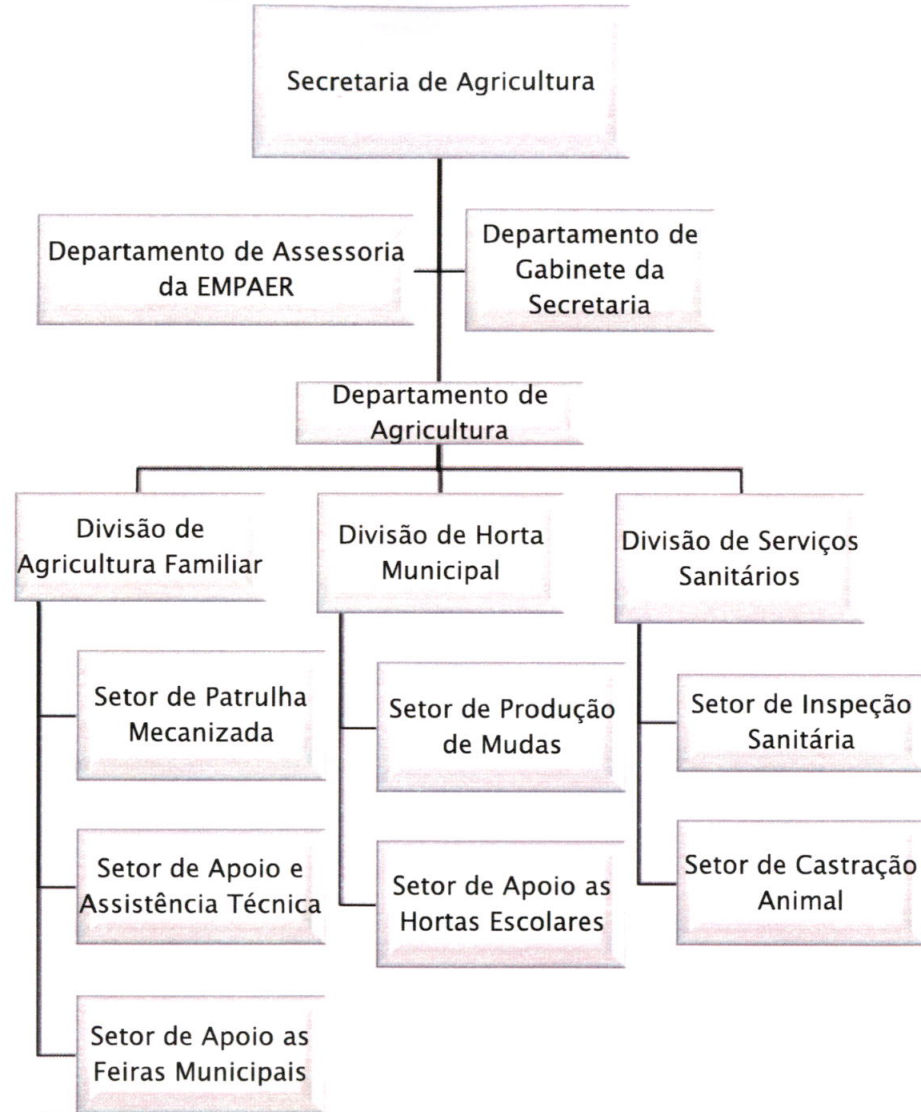 Secretaria de Agricultura
Departamento de Assessoria
da EMPAER
Departamento de
Gabinete da
Secretaria
Departamento de
Agricultura
Divisão de
Agricultura Familiar
Divisão de Horta
Municipal
Divisão de Serviços
Sanitários
Setor de Patrulha
Mecanizada
Setor de Apoio e
Assistência Técnica
Setor de Apoio as
Feiras Municipais
Setor de Produção
de Mudas
Setor de Apoio as
Hortas Escolares
Setor de Inspeção
Sanitária
Setor de Castração
Animal